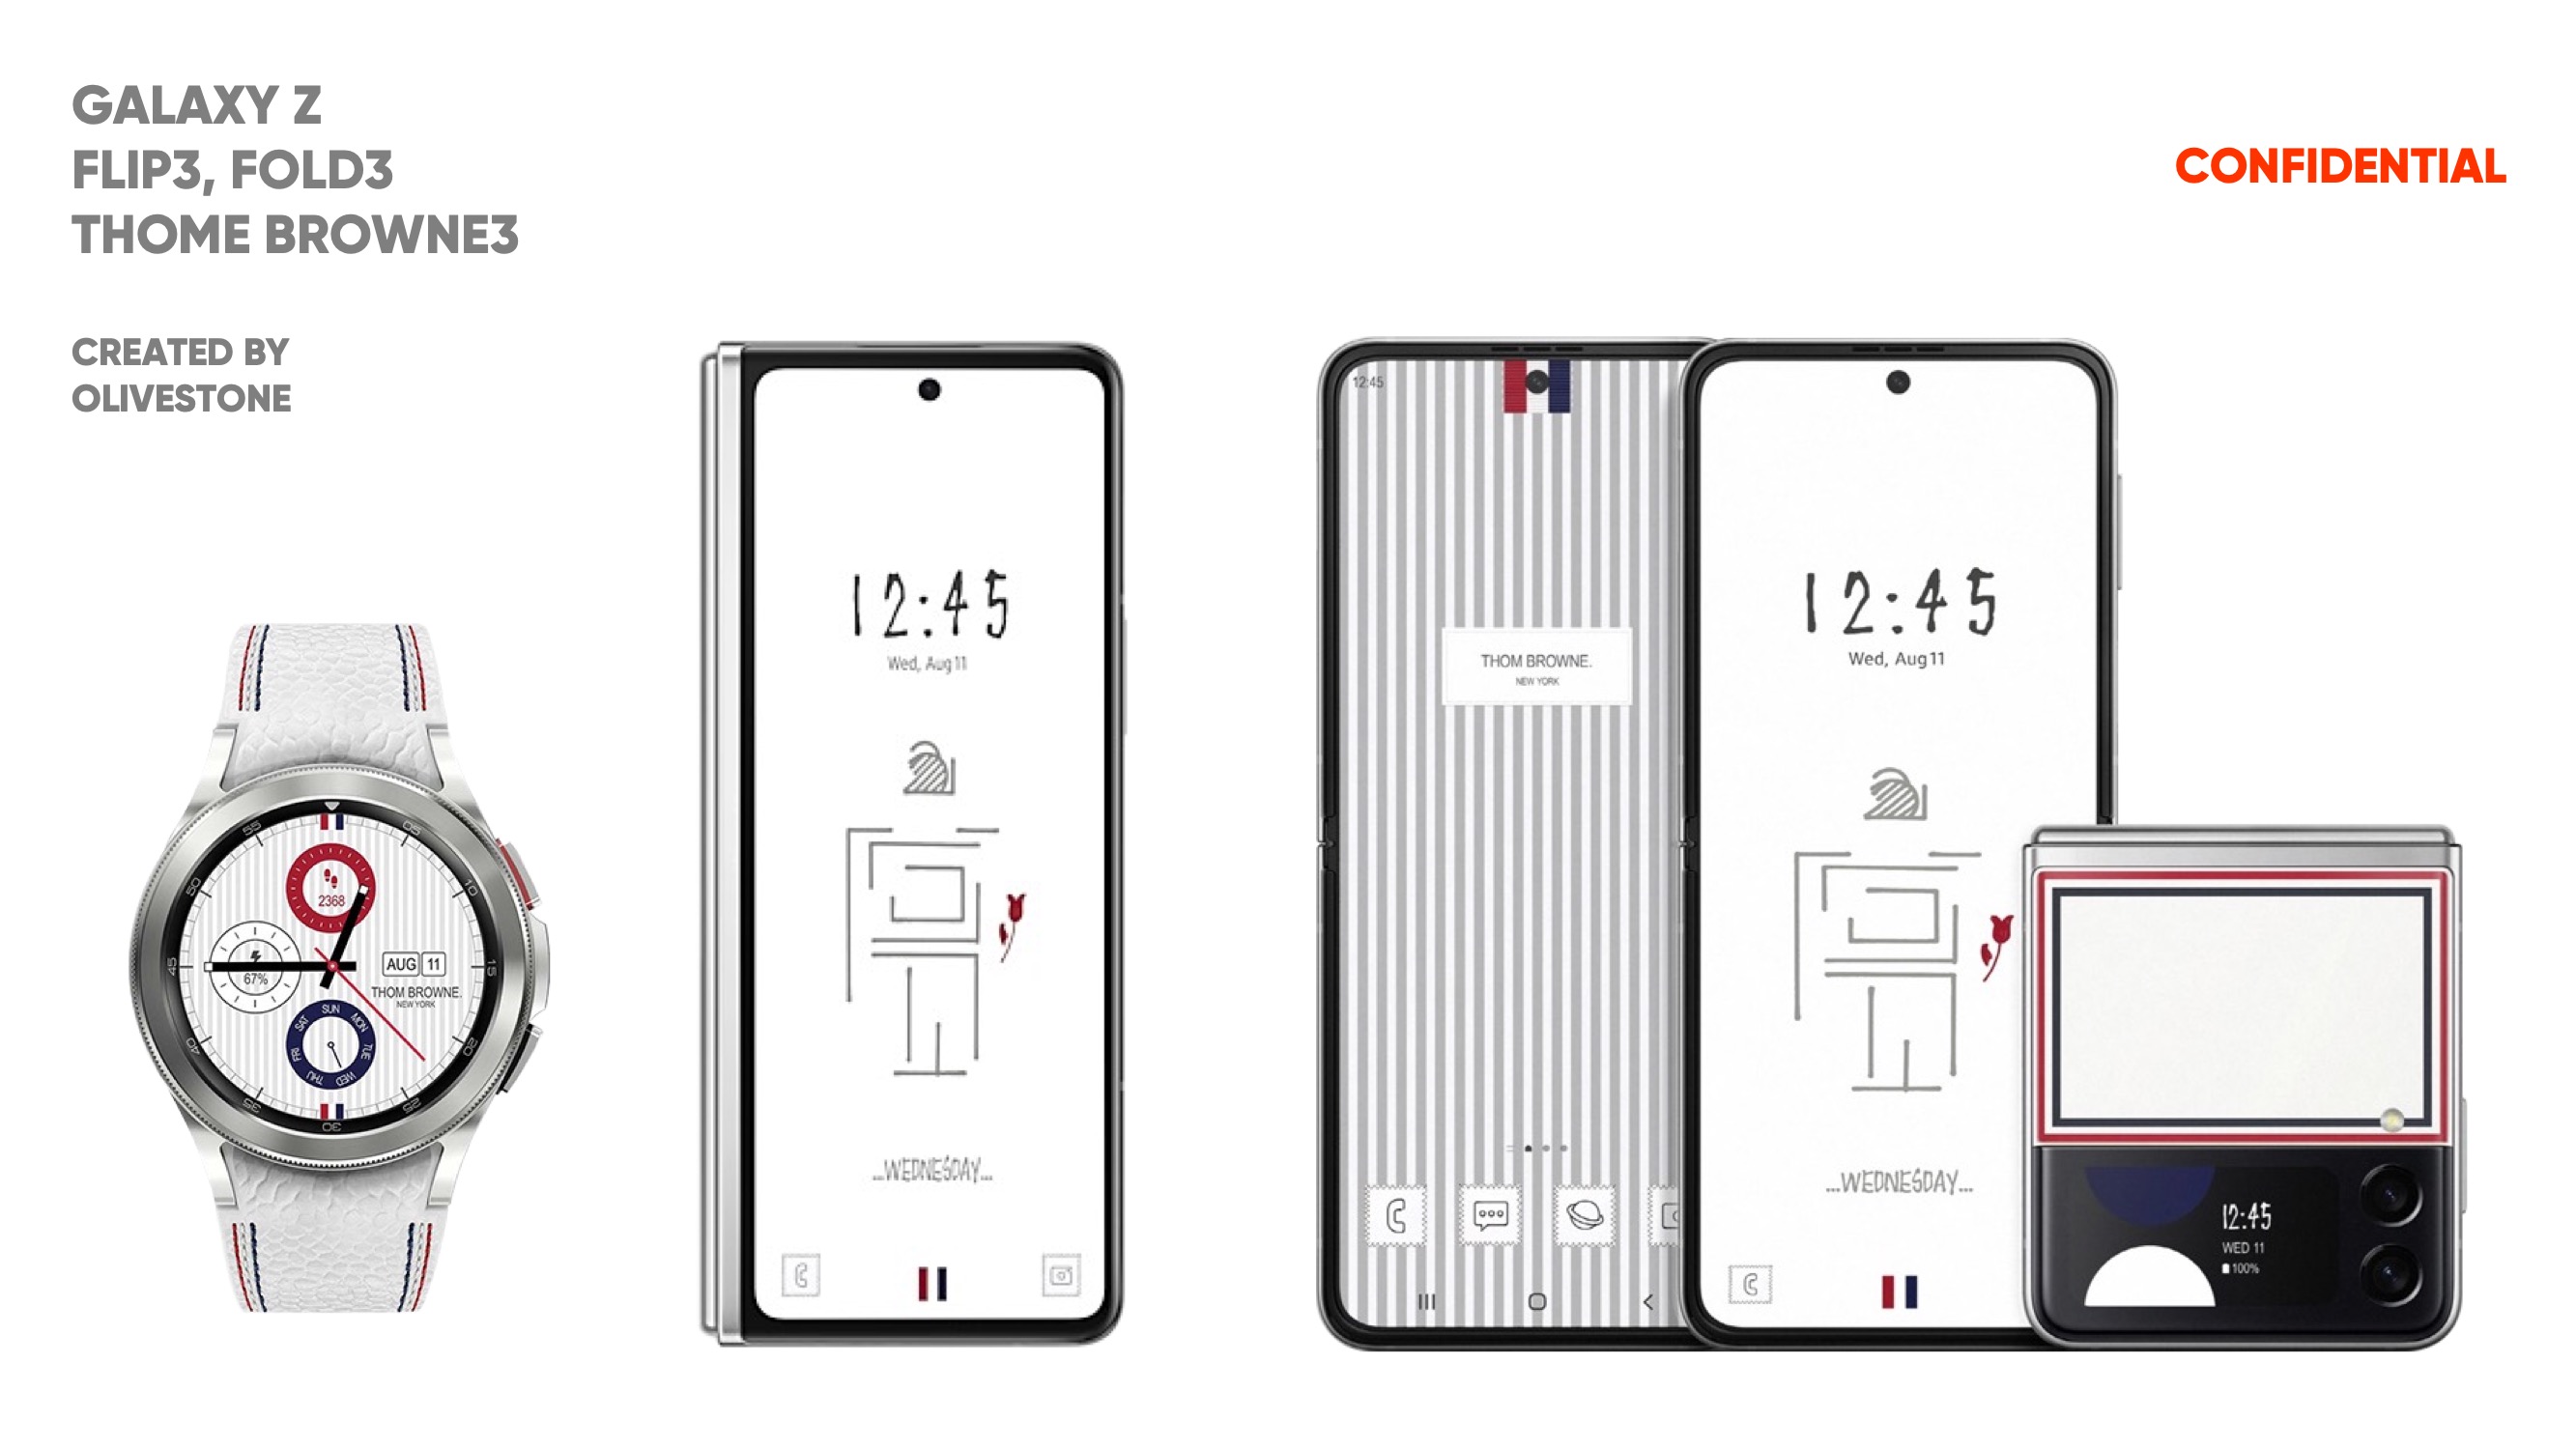 GALAXY Z
FLIP3, FOLD3
THOME BROWNE3
CONFIDENTIAL
CREATED BY
OLIVESTONE
55
05
50
10
45
15
40
20
35
25
30
2368
67%
AUG 11
THOM BROWNE.
NEW YORK
SUN
MON
TUE
WED
THU
FRI
SAT
12:45
Wed, Aug 11
...WEDNESDAY...
12:45
THOM BROWNE.
NEW YORK
12:45
Wed, Aug 11
...WEDNESDAY...
12:45
WED 11
100%